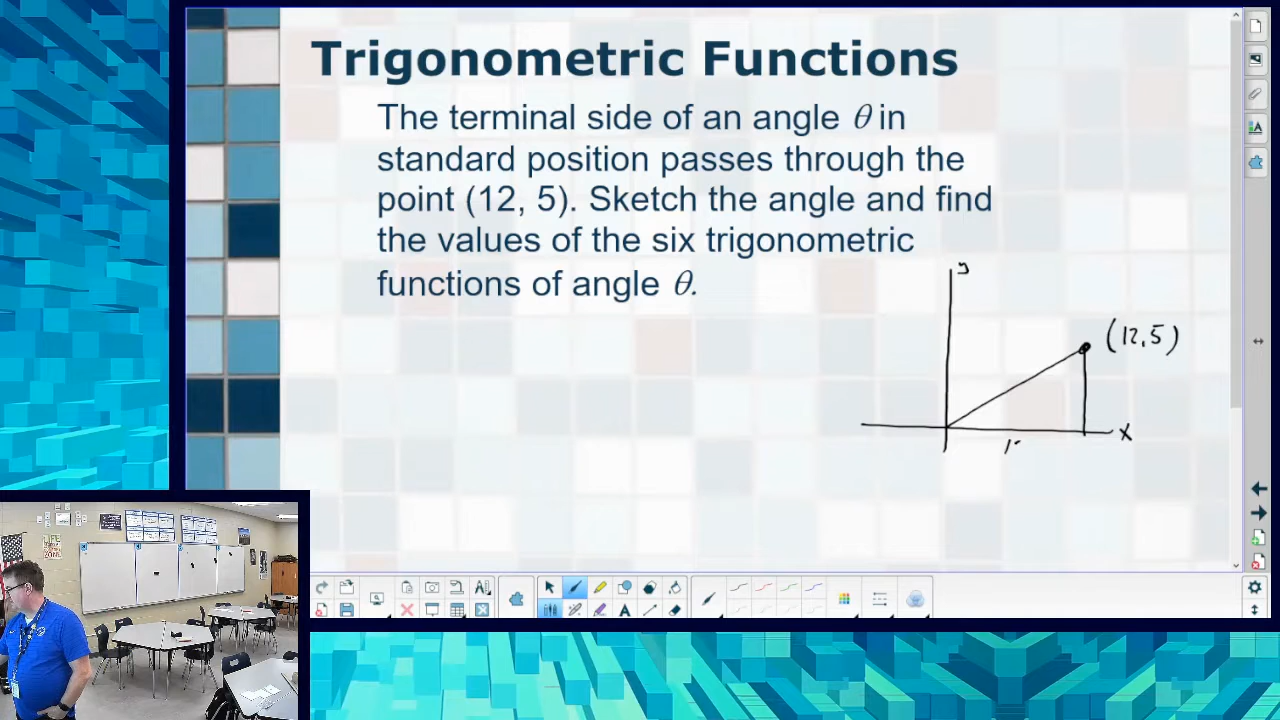 Trigonometric Functions
The terminal side of an angle θ in
standard position passes through the
point (12, 5). Sketch the angle and find
the values of the six trigonometric
functions of angle θ.
y
(12,5)
x